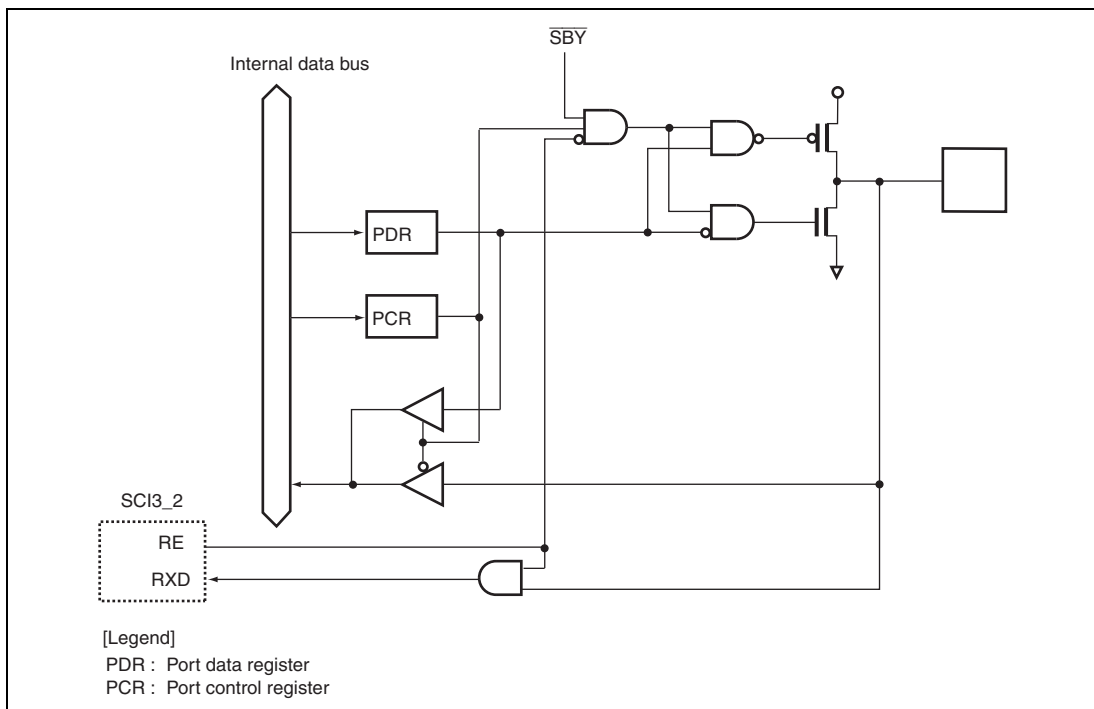 SBY
Internal data bus
PDR
PCR
SCI3_2
RE
RXD
[Legend]
PDR : Port data register
PCR : Port control register